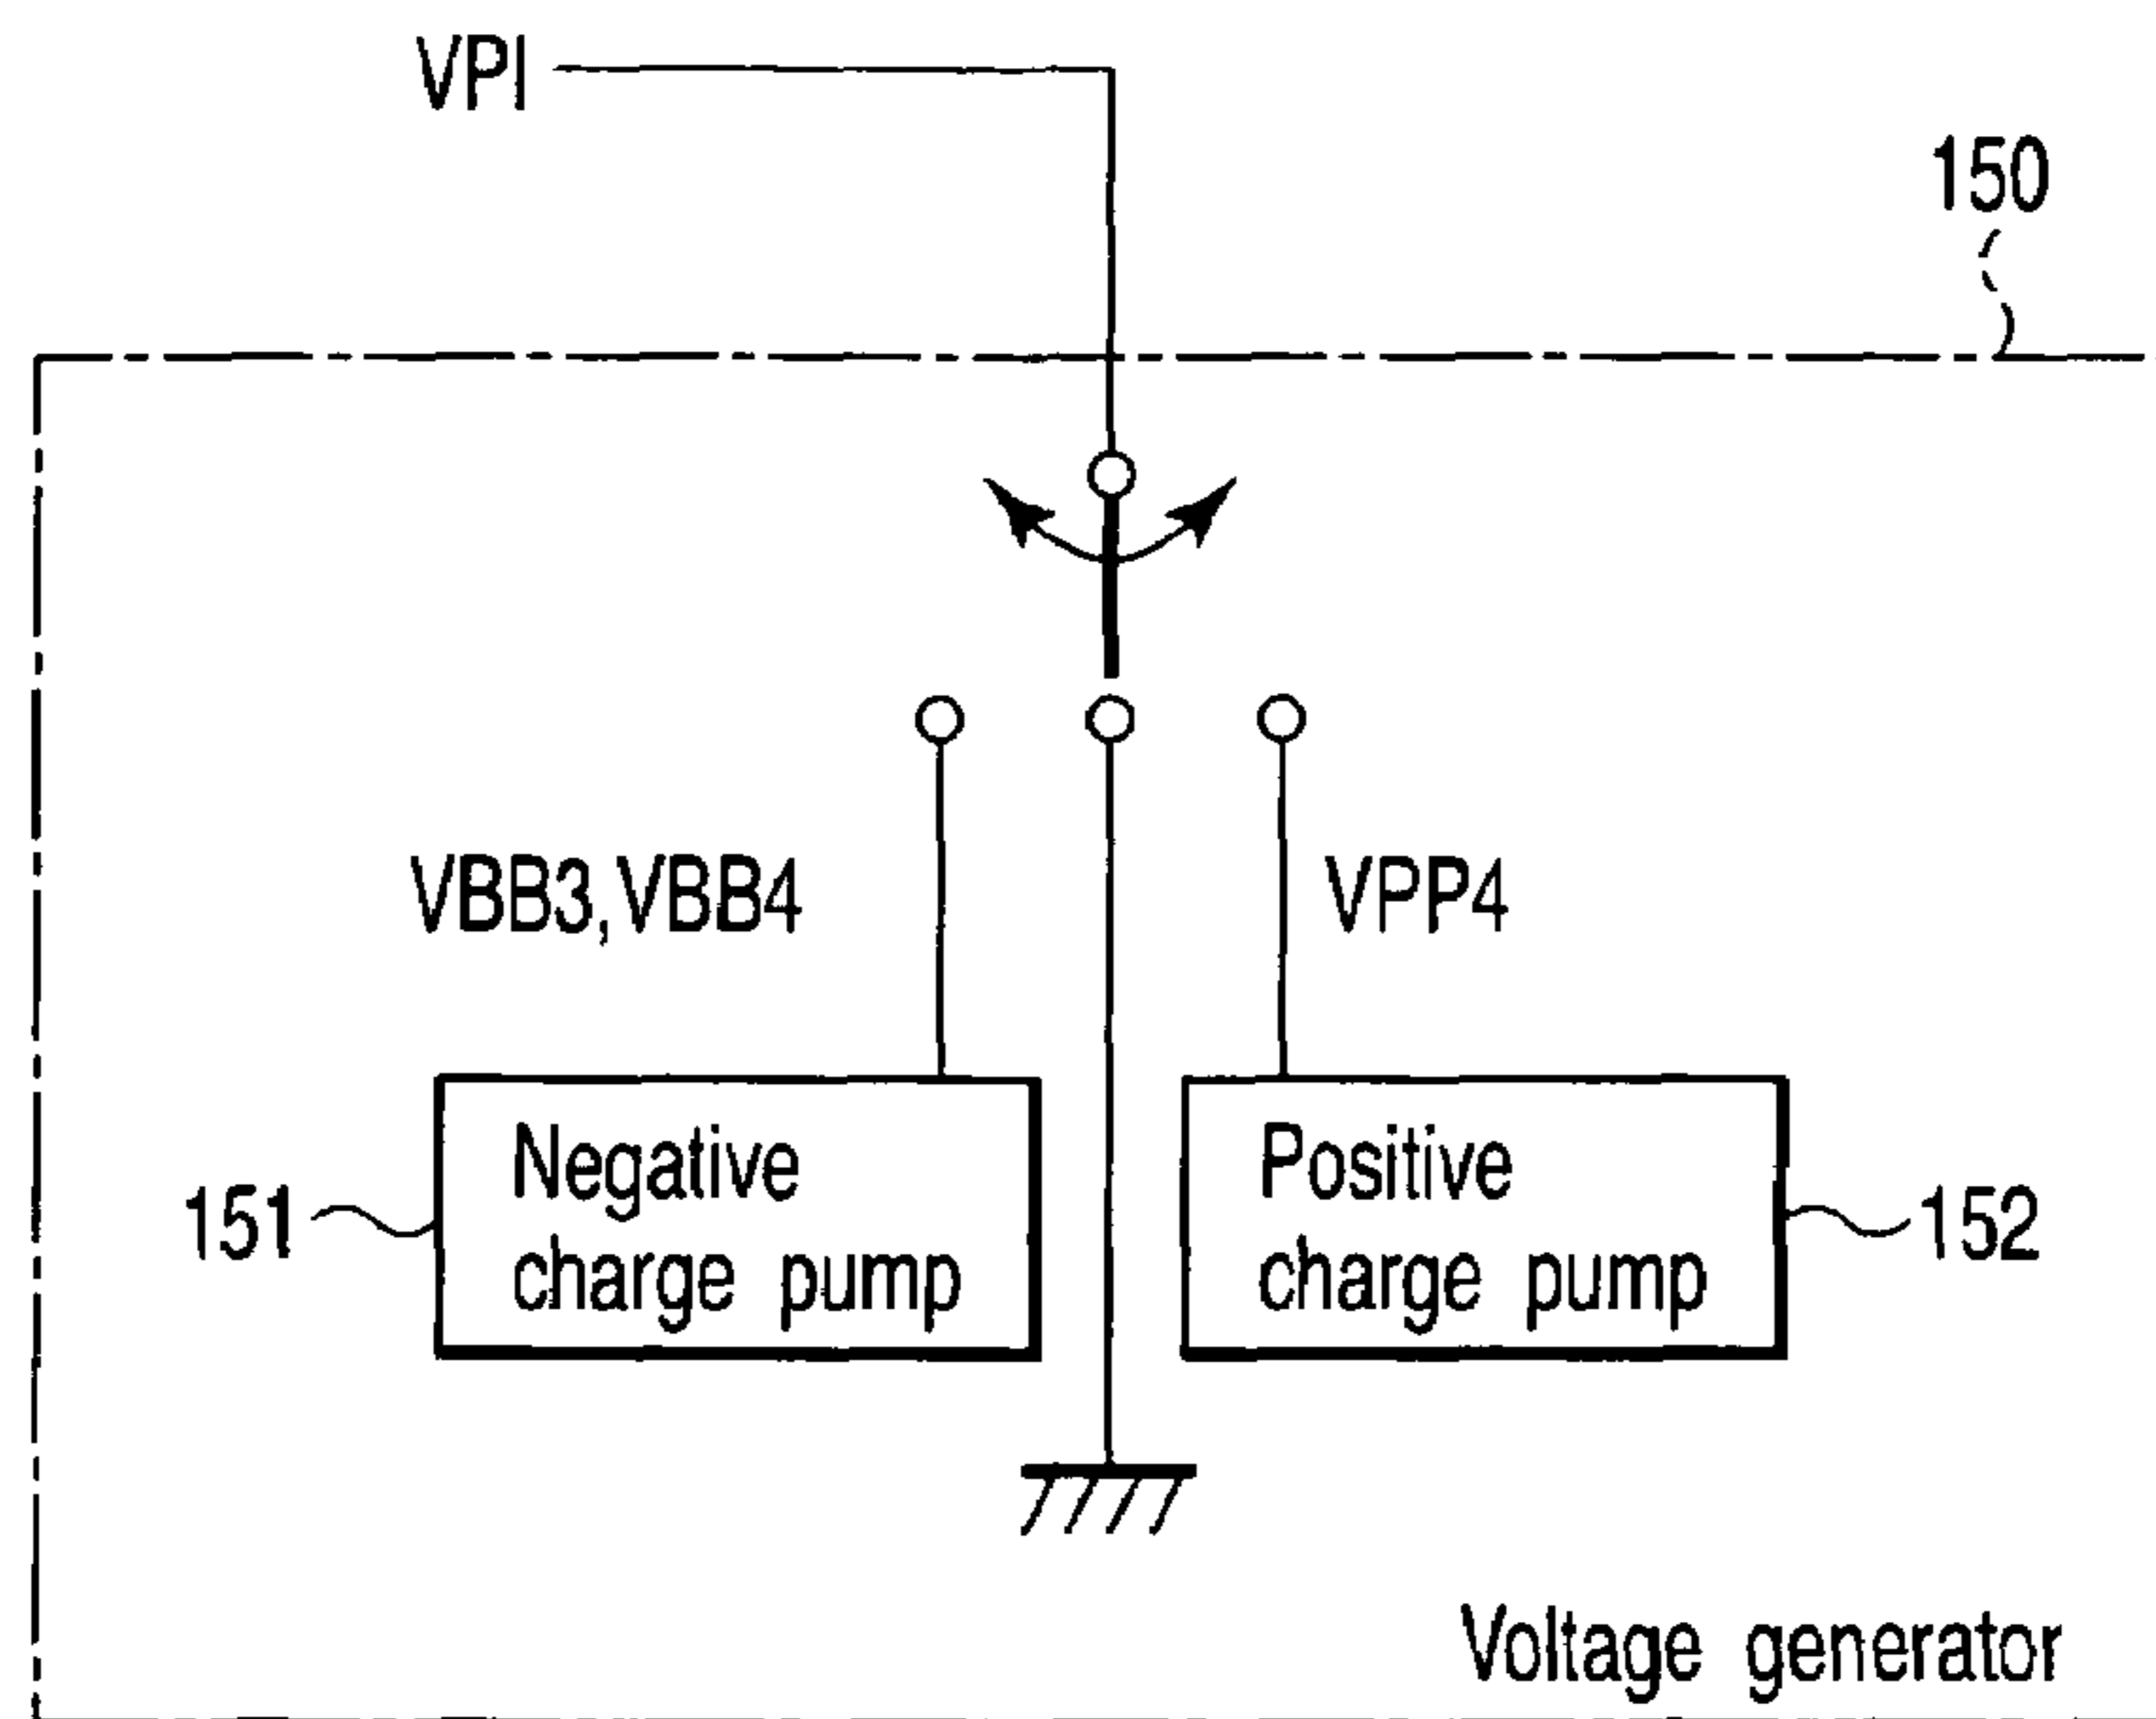 VPI
150
VBB3,VBB4
VPP4
Negative
charge pump
Positive
charge pump
151
152
Voltage generator